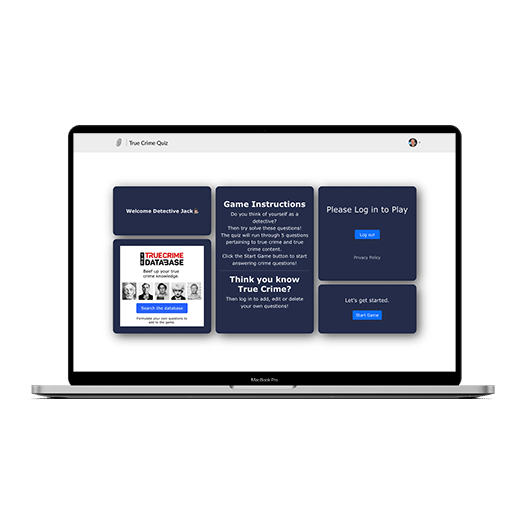 True Crime Quiz
Welcome Detective Jack🕵
TRUECRIME
DATABASE
Beef up your true
crime knowledge.
Search the database
Formulate your own questions to
add to the game.
Game Instructions
Do you think of yourself as a
detective?
Then try solve these questions!
The quiz will run through 5 questions
pertaining to true crime and true
crime content.
Click the Start Game button to start
answering crime questions!
Think you know
True Crime?
Then log in to add, edit or delete
your own questions!
Please Log in to Play
Log out
Privacy Policy
Let's get started.
Start Game
MacBook Pro